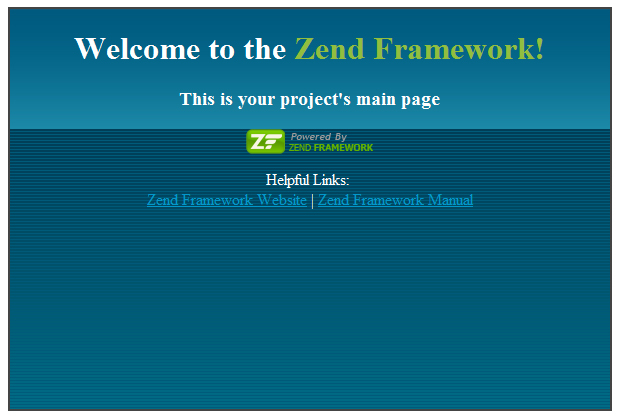 Welcome to the Zend Framework!
This is your project's main page
ZF Powered By
ZEND FRAMEWORK
Helpful Links:
Zend Framework Website | Zend Framework Manual